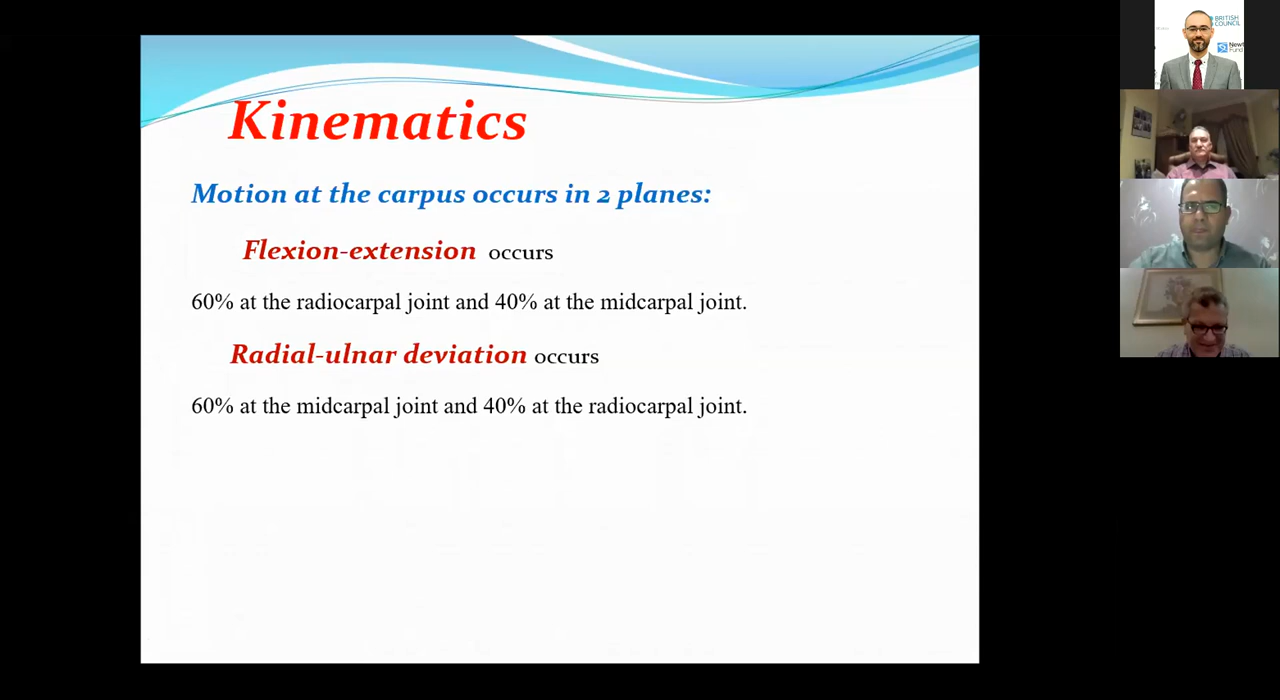 Kinematics
Motion at the carpus occurs in 2 planes:
Flexion-extension occurs
60% at the radiocarpal joint and 40% at the midcarpal joint.
Radial-ulnar deviation occurs
60% at the midcarpal joint and 40% at the radiocarpal joint.
BRITISH
COUNCIL
Fund